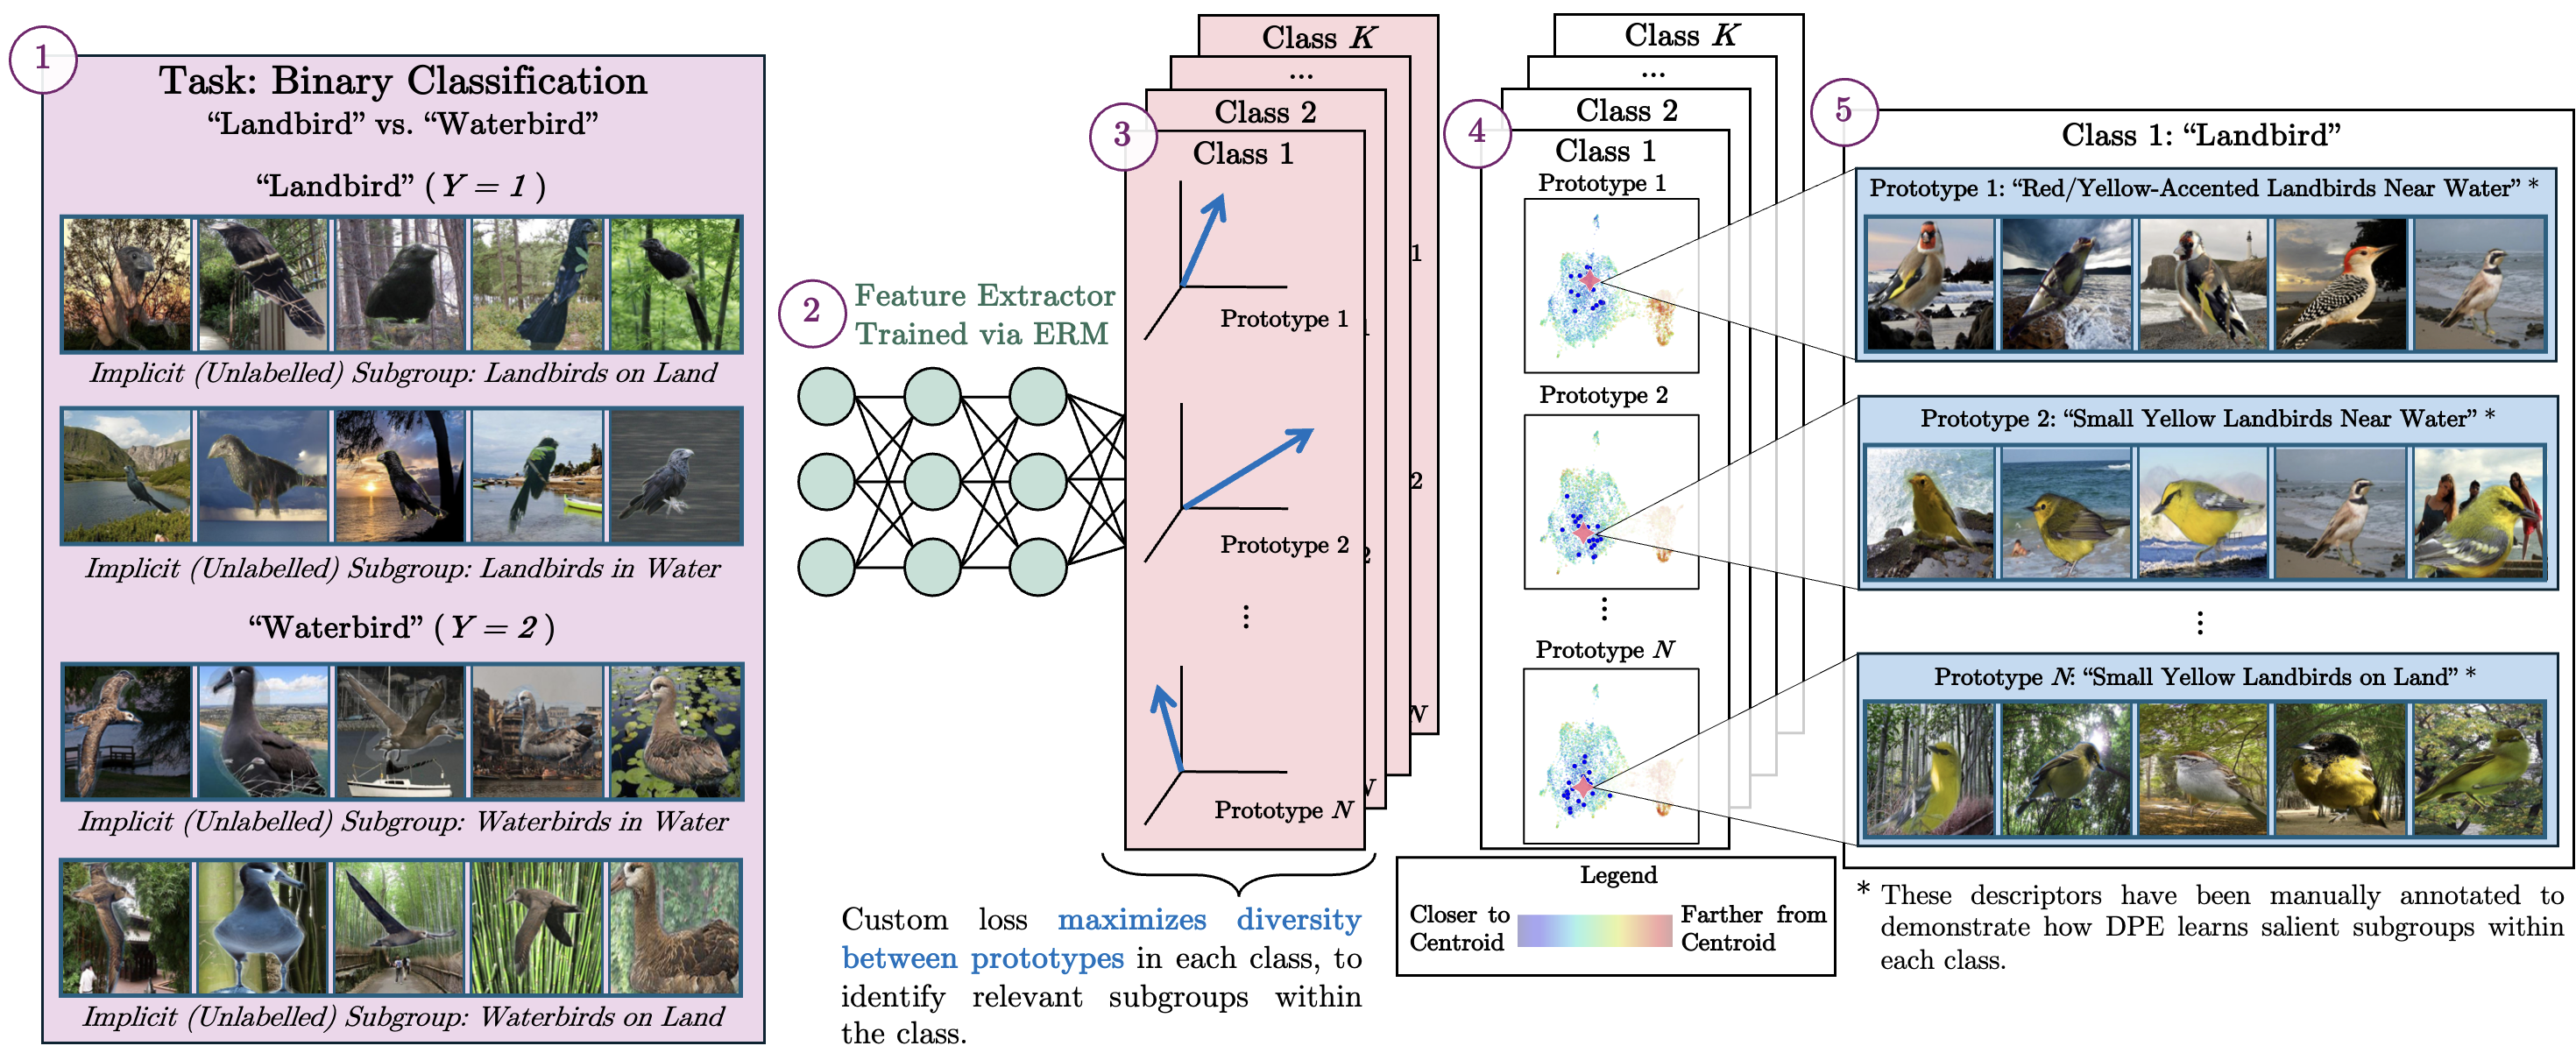 1
Task: Binary Classification
“Landbird” vs. “Waterbird”
“Landbird” ( Y = 1 )
Implicit (Unlabelled) Subgroup: Landbirds on Land
Implicit (Unlabelled) Subgroup: Landbirds in Water
“Waterbird” ( Y = 2 )
Implicit (Unlabelled) Subgroup: Waterbirds in Water
Implicit (Unlabelled) Subgroup: Waterbirds on Land
2
Feature Extractor
Trained via ERM
3
Class K
...
Class 2
Class 1
Prototype 1
Prototype 2
⋮
Prototype N
1
1
2
2
N
Custom loss maximizes diversity
between prototypes in each class, to
identify relevant subgroups within
the class.
4
Class K
...
Class 2
Class 1
Prototype 1
Prototype 2
⋮
Prototype N
Legend
Closer to
Centroid
Farther from
Centroid
5
Class 1: “Landbird”
Prototype 1: “Red/Yellow-Accented Landbirds Near Water” *
Prototype 2: “Small Yellow Landbirds Near Water” *
⋮
Prototype N: “Small Yellow Landbirds on Land” *
* These descriptors have been manually annotated to
demonstrate how DPE learns salient subgroups within
each class.